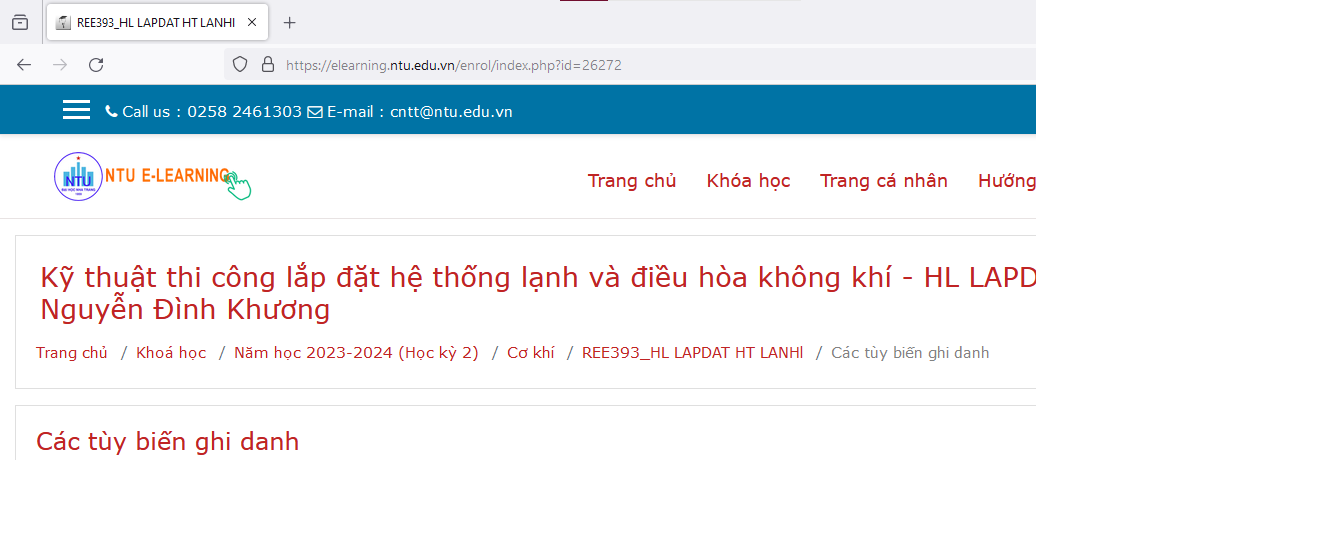 REE393_HL LAPDAT HT LANHI
https://elearning.ntu.edu.vn/enrol/index.php?id=26272
Call us : 0258 2461303 E-mail : cntt@ntu.edu.vn
NTU
NTU E-LEARNING
Trang chủ Khóa học Trang cá nhân Hướng
Kỹ thuật thi công lắp đặt hệ thống lạnh và điều hòa không khí - HL LAPD
Nguyễn Đình Khương
Trang chủ / Khoá học / Năm học 2023-2024 (Học kỳ 2) / Cơ khí / REE393_HL LAPDAT HT LANHl / Các tùy biến ghi danh
Các tùy biến ghi danh